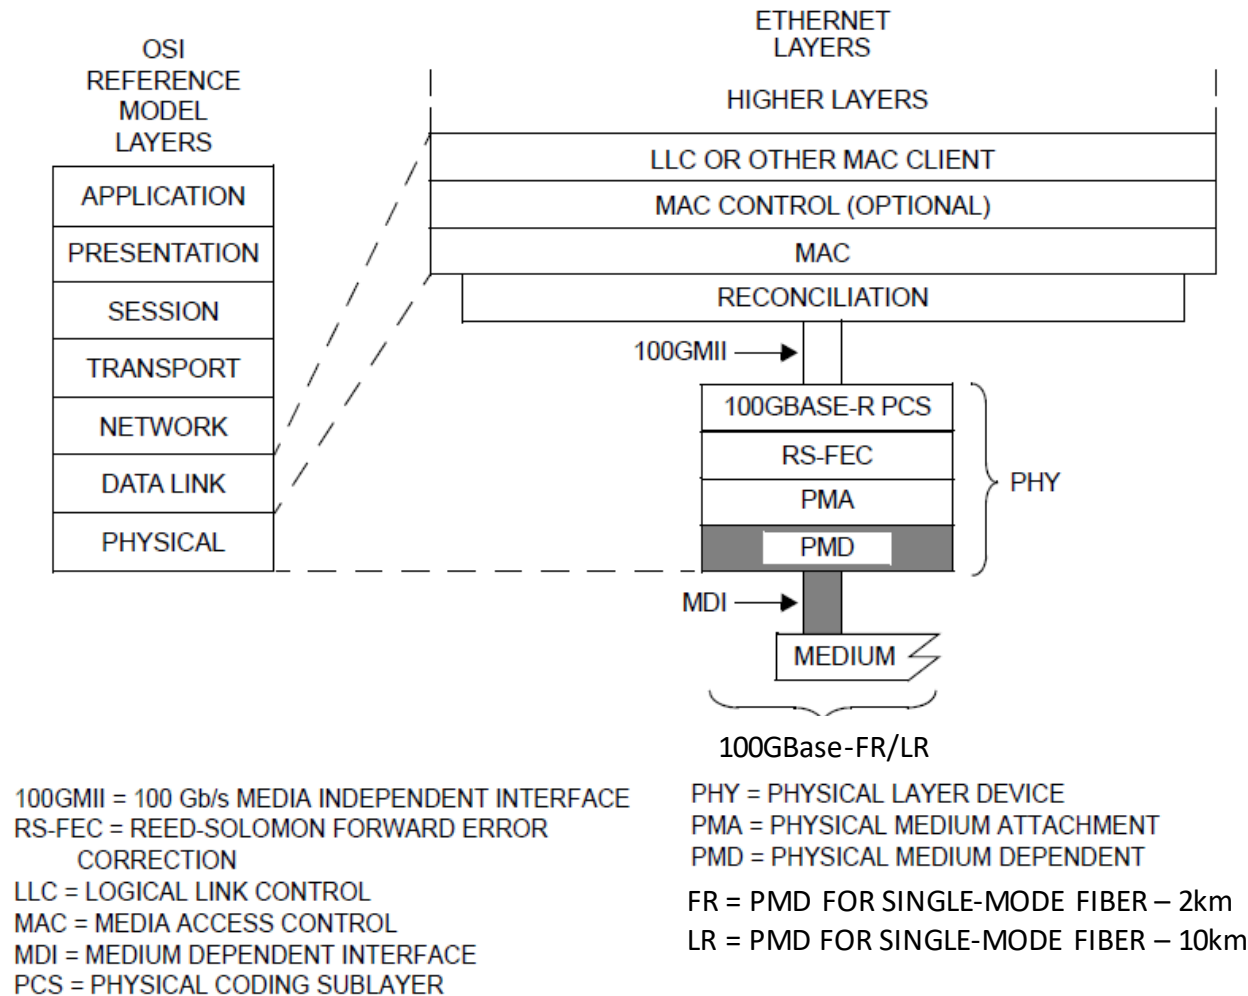 OSI
REFERENCE
MODEL
LAYERS
APPLICATION
PRESENTATION
SESSION
TRANSPORT
NETWORK
DATA LINK
PHYSICAL
ETHERNET
LAYERS
HIGHER LAYERS
LLC OR OTHER MAC CLIENT
MAC CONTROL (OPTIONAL)
MAC
RECONCILIATION
100GMII
100GBASE-R PCS
RS-FEC
PMA
PMD
PHY
MDI
MEDIUM
100GBase-FR/LR
100GMII = 100 Gb/s MEDIA INDEPENDENT INTERFACE
RS-FEC = REED-SOLOMON FORWARD ERROR
CORRECTION
LLC = LOGICAL LINK CONTROL
MAC = MEDIA ACCESS CONTROL
MDI = MEDIUM DEPENDENT INTERFACE
PCS = PHYSICAL CODING SUBLAYER
PHY = PHYSICAL LAYER DEVICE
PMA = PHYSICAL MEDIUM ATTACHMENT
PMD = PHYSICAL MEDIUM DEPENDENT
FR = PMD FOR SINGLE-MODE FIBER – 2km
LR = PMD FOR SINGLE-MODE FIBER – 10km